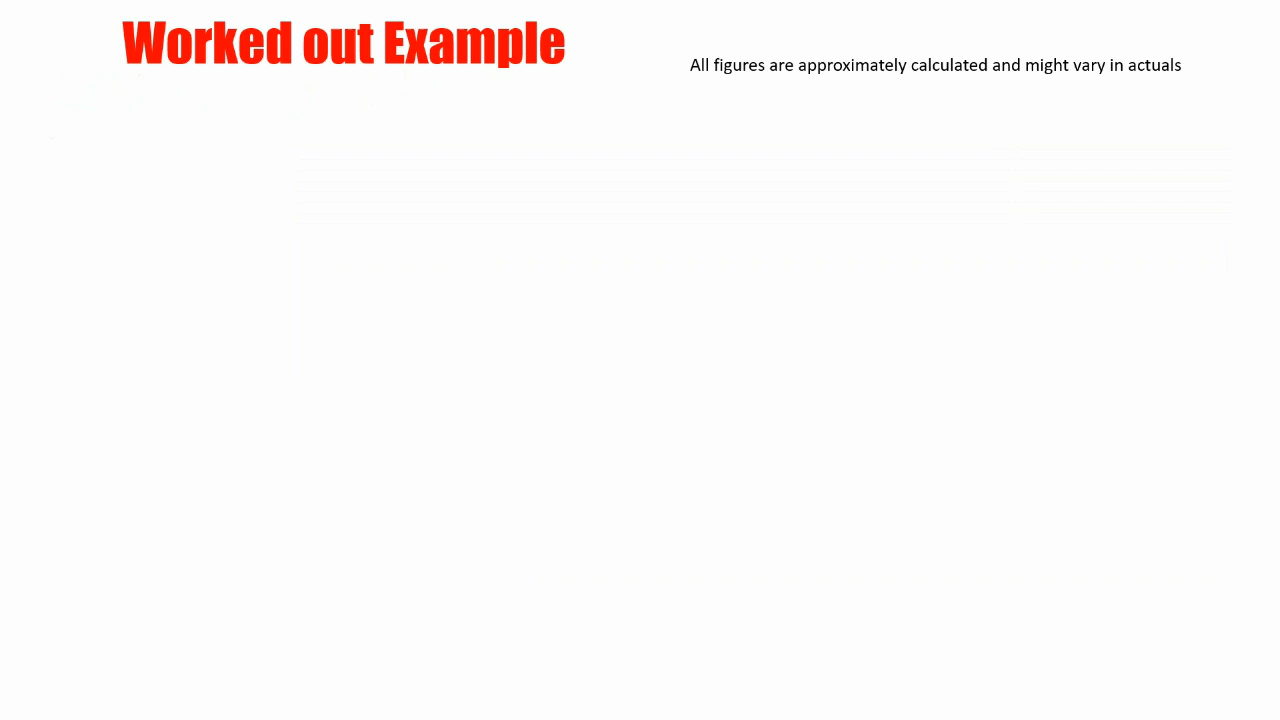 Worked out Example
All figures are approximately calculated and might vary in actuals